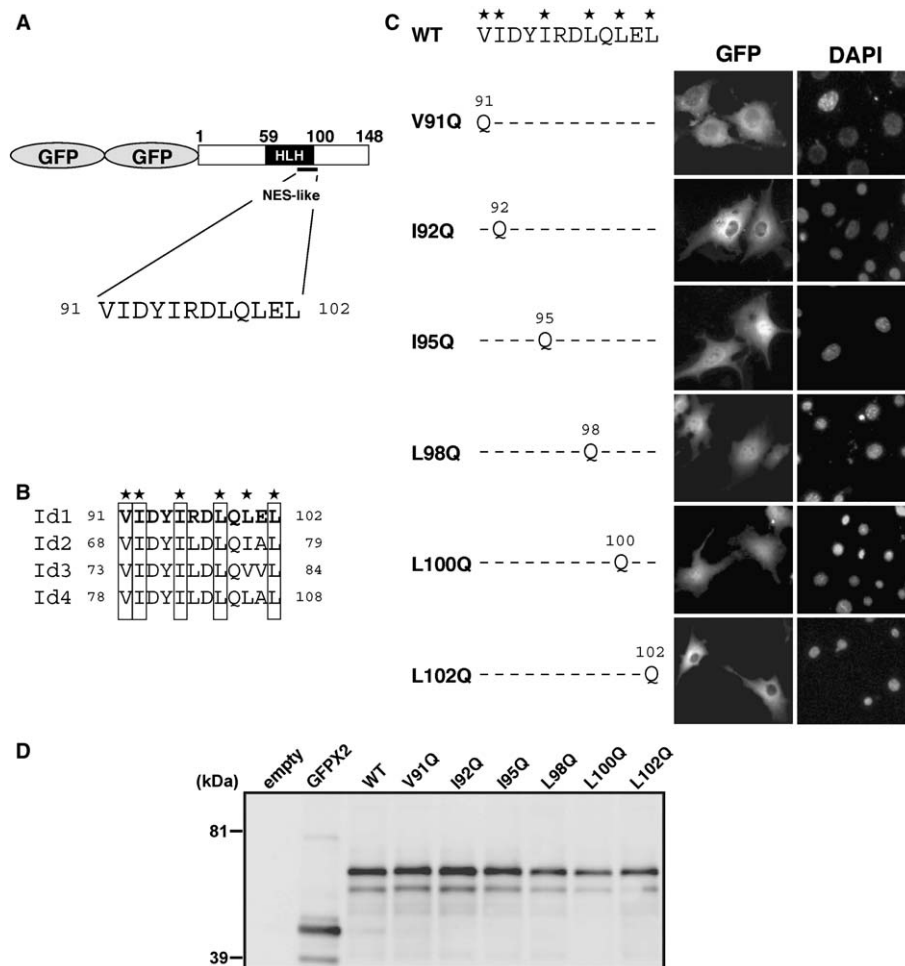 A
1 59 100 148
GFP GFP HLH
NES-like
91 VIDYIRDLQLEL 102
B
★★ ★ ★ ★ ★
Id1 91 VIDYIRDLQLEL 102
Id2 68 VIDYILDLQIAL 79
Id3 73 VIDYILDLQVVL 84
Id4 78 VIDYILDLQLAL 108
C
★★ ★ ★ ★ ★
WT VIDYIRDLQLEL
GFP DAPI
91
V91Q Q-----------
92
I92Q -Q----------
95
I95Q ----Q-------
98
L98Q -------Q----
100
L100Q ---------Q--
102
L102Q -----------Q
D
(kDa) empty GFPX2 WT V91Q I92Q I95Q L98Q L100Q L102Q
81
39